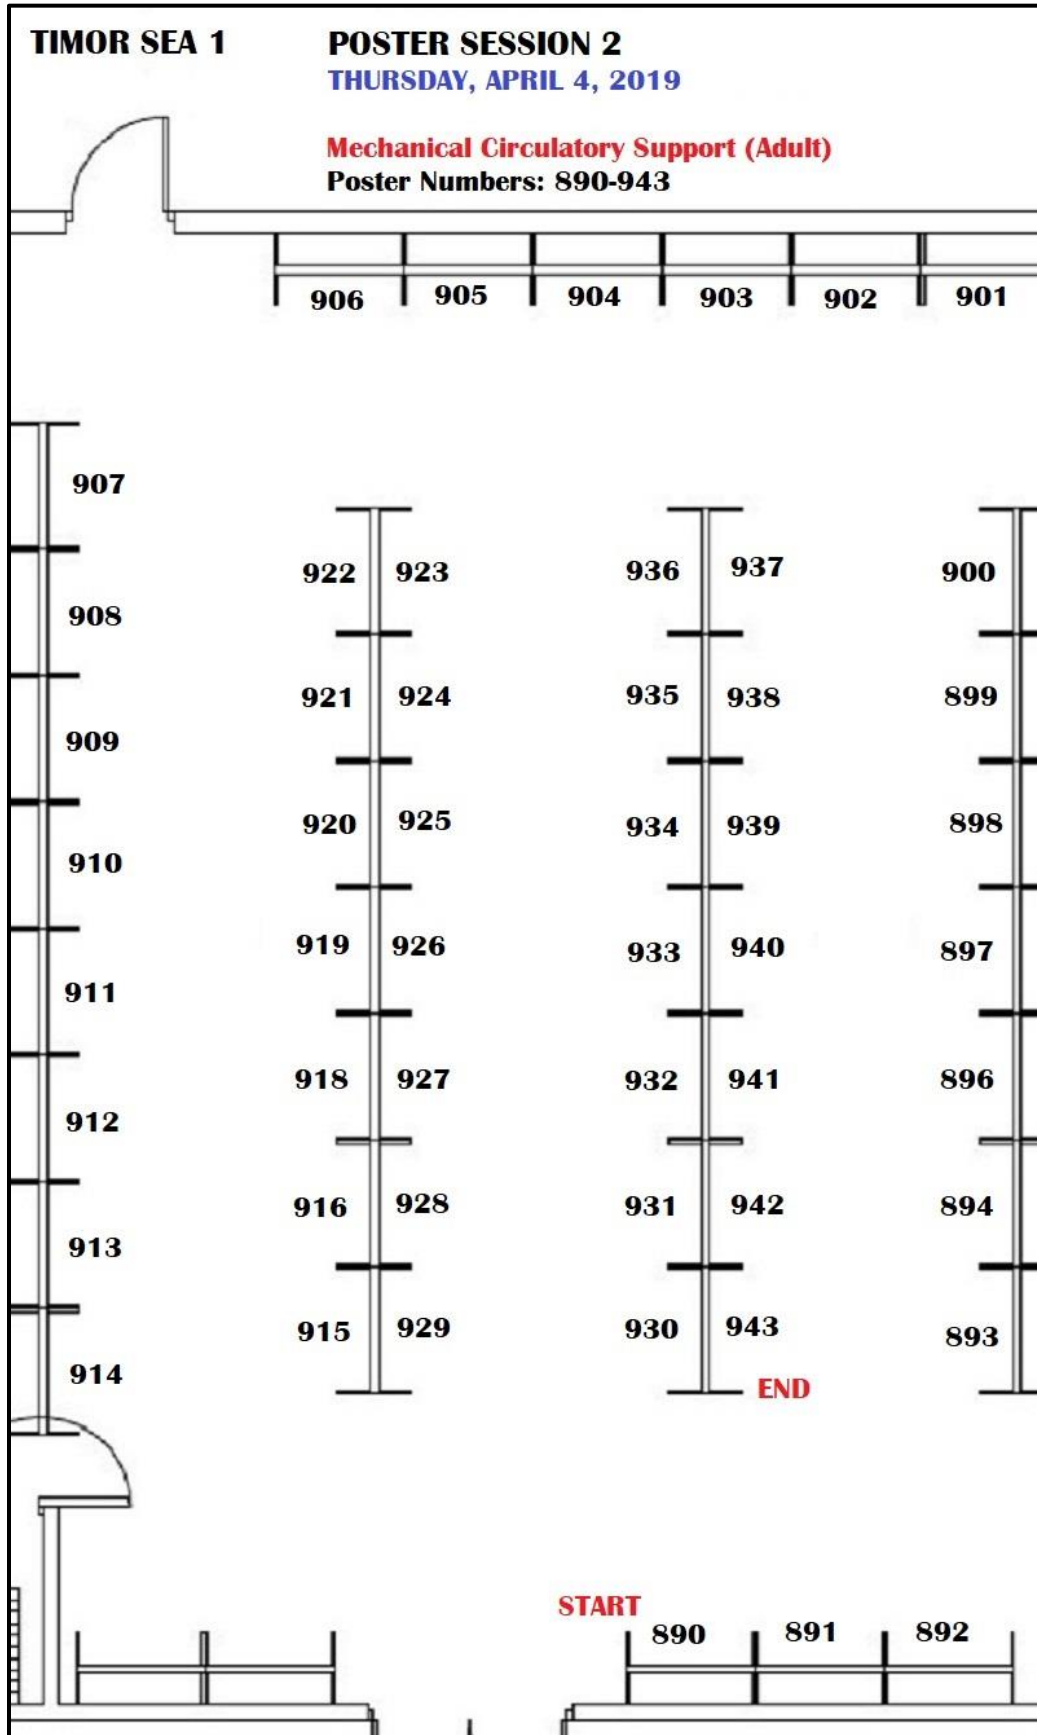 TIMOR SEA 1
POSTER SESSION 2
THURSDAY, APRIL 4, 2019
Mechanical Circulatory Support (Adult)
Poster Numbers: 890-943
906 905 904 903 902 901
907
922 923 936 937 900
908
921 924 935 938 899
909
920 925 934 939 898
910
919 926 933 940 897
911
918 927 932 941 896
912
916 928 931 942 894
913
915 929 930 943 893
914
END
START
890 891 892